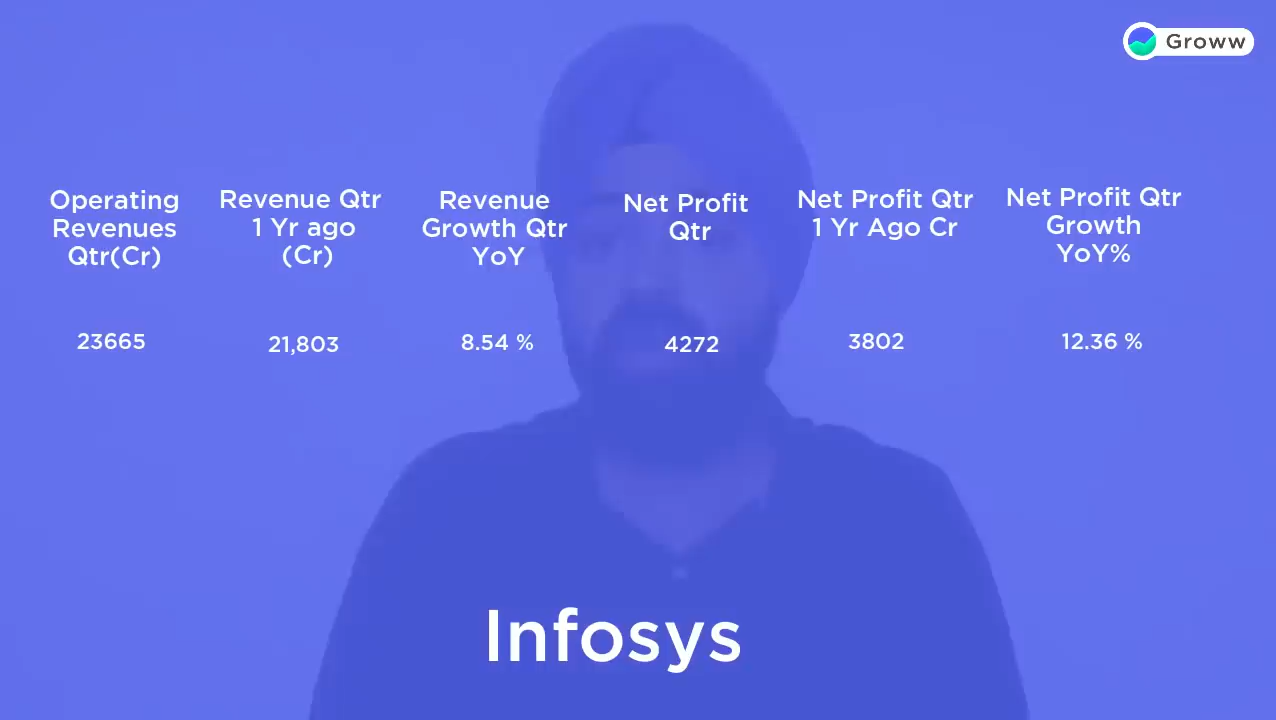 Groww
Operating
Revenues
Qtr(Cr)
Revenue Qtr
1 Yr ago
(Cr)
Revenue
Growth Qtr
YoY
Net Profit
Qtr
Net Profit Qtr
1 Yr Ago Cr
Net Profit Qtr
Growth
YoY%
23665
21,803
8.54 %
4272
3802
12.36 %
Infosys